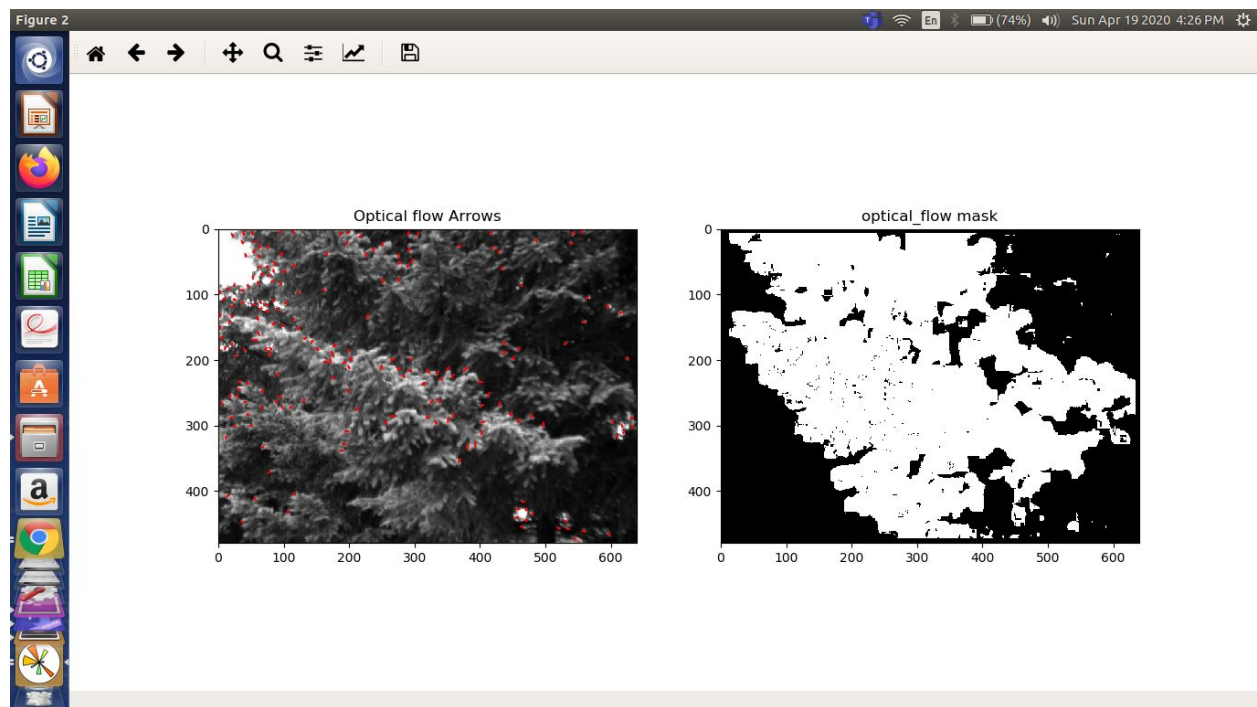 Figure 2
En
(74%)
Sun Apr 19 2020 4:26 PM
Optical flow Arrows
0
100
200
300
400
0 100 200 300 400 500 600
optical_flow mask
0
100
200
300
400
0 100 200 300 400 500 600
A
a